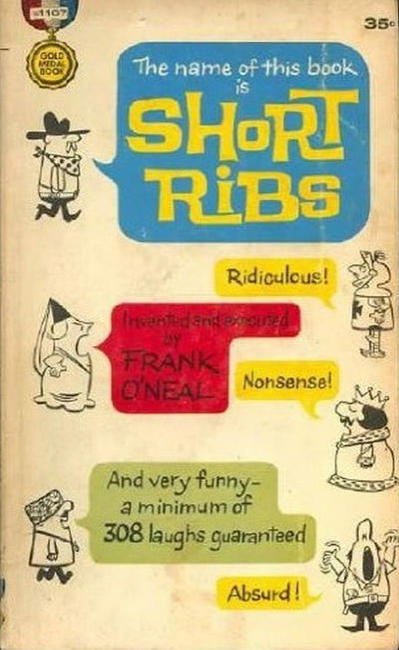 s1107
35¢
GOLD
MEDAL
BOOK
The name of this book
is
SHORT
RIBS
Ridiculous!
Invented and executed
by
FRANK
O'NEAL
Nonsense!
And very funny-
a minimum of
308 laughs guaranteed
Absurd!